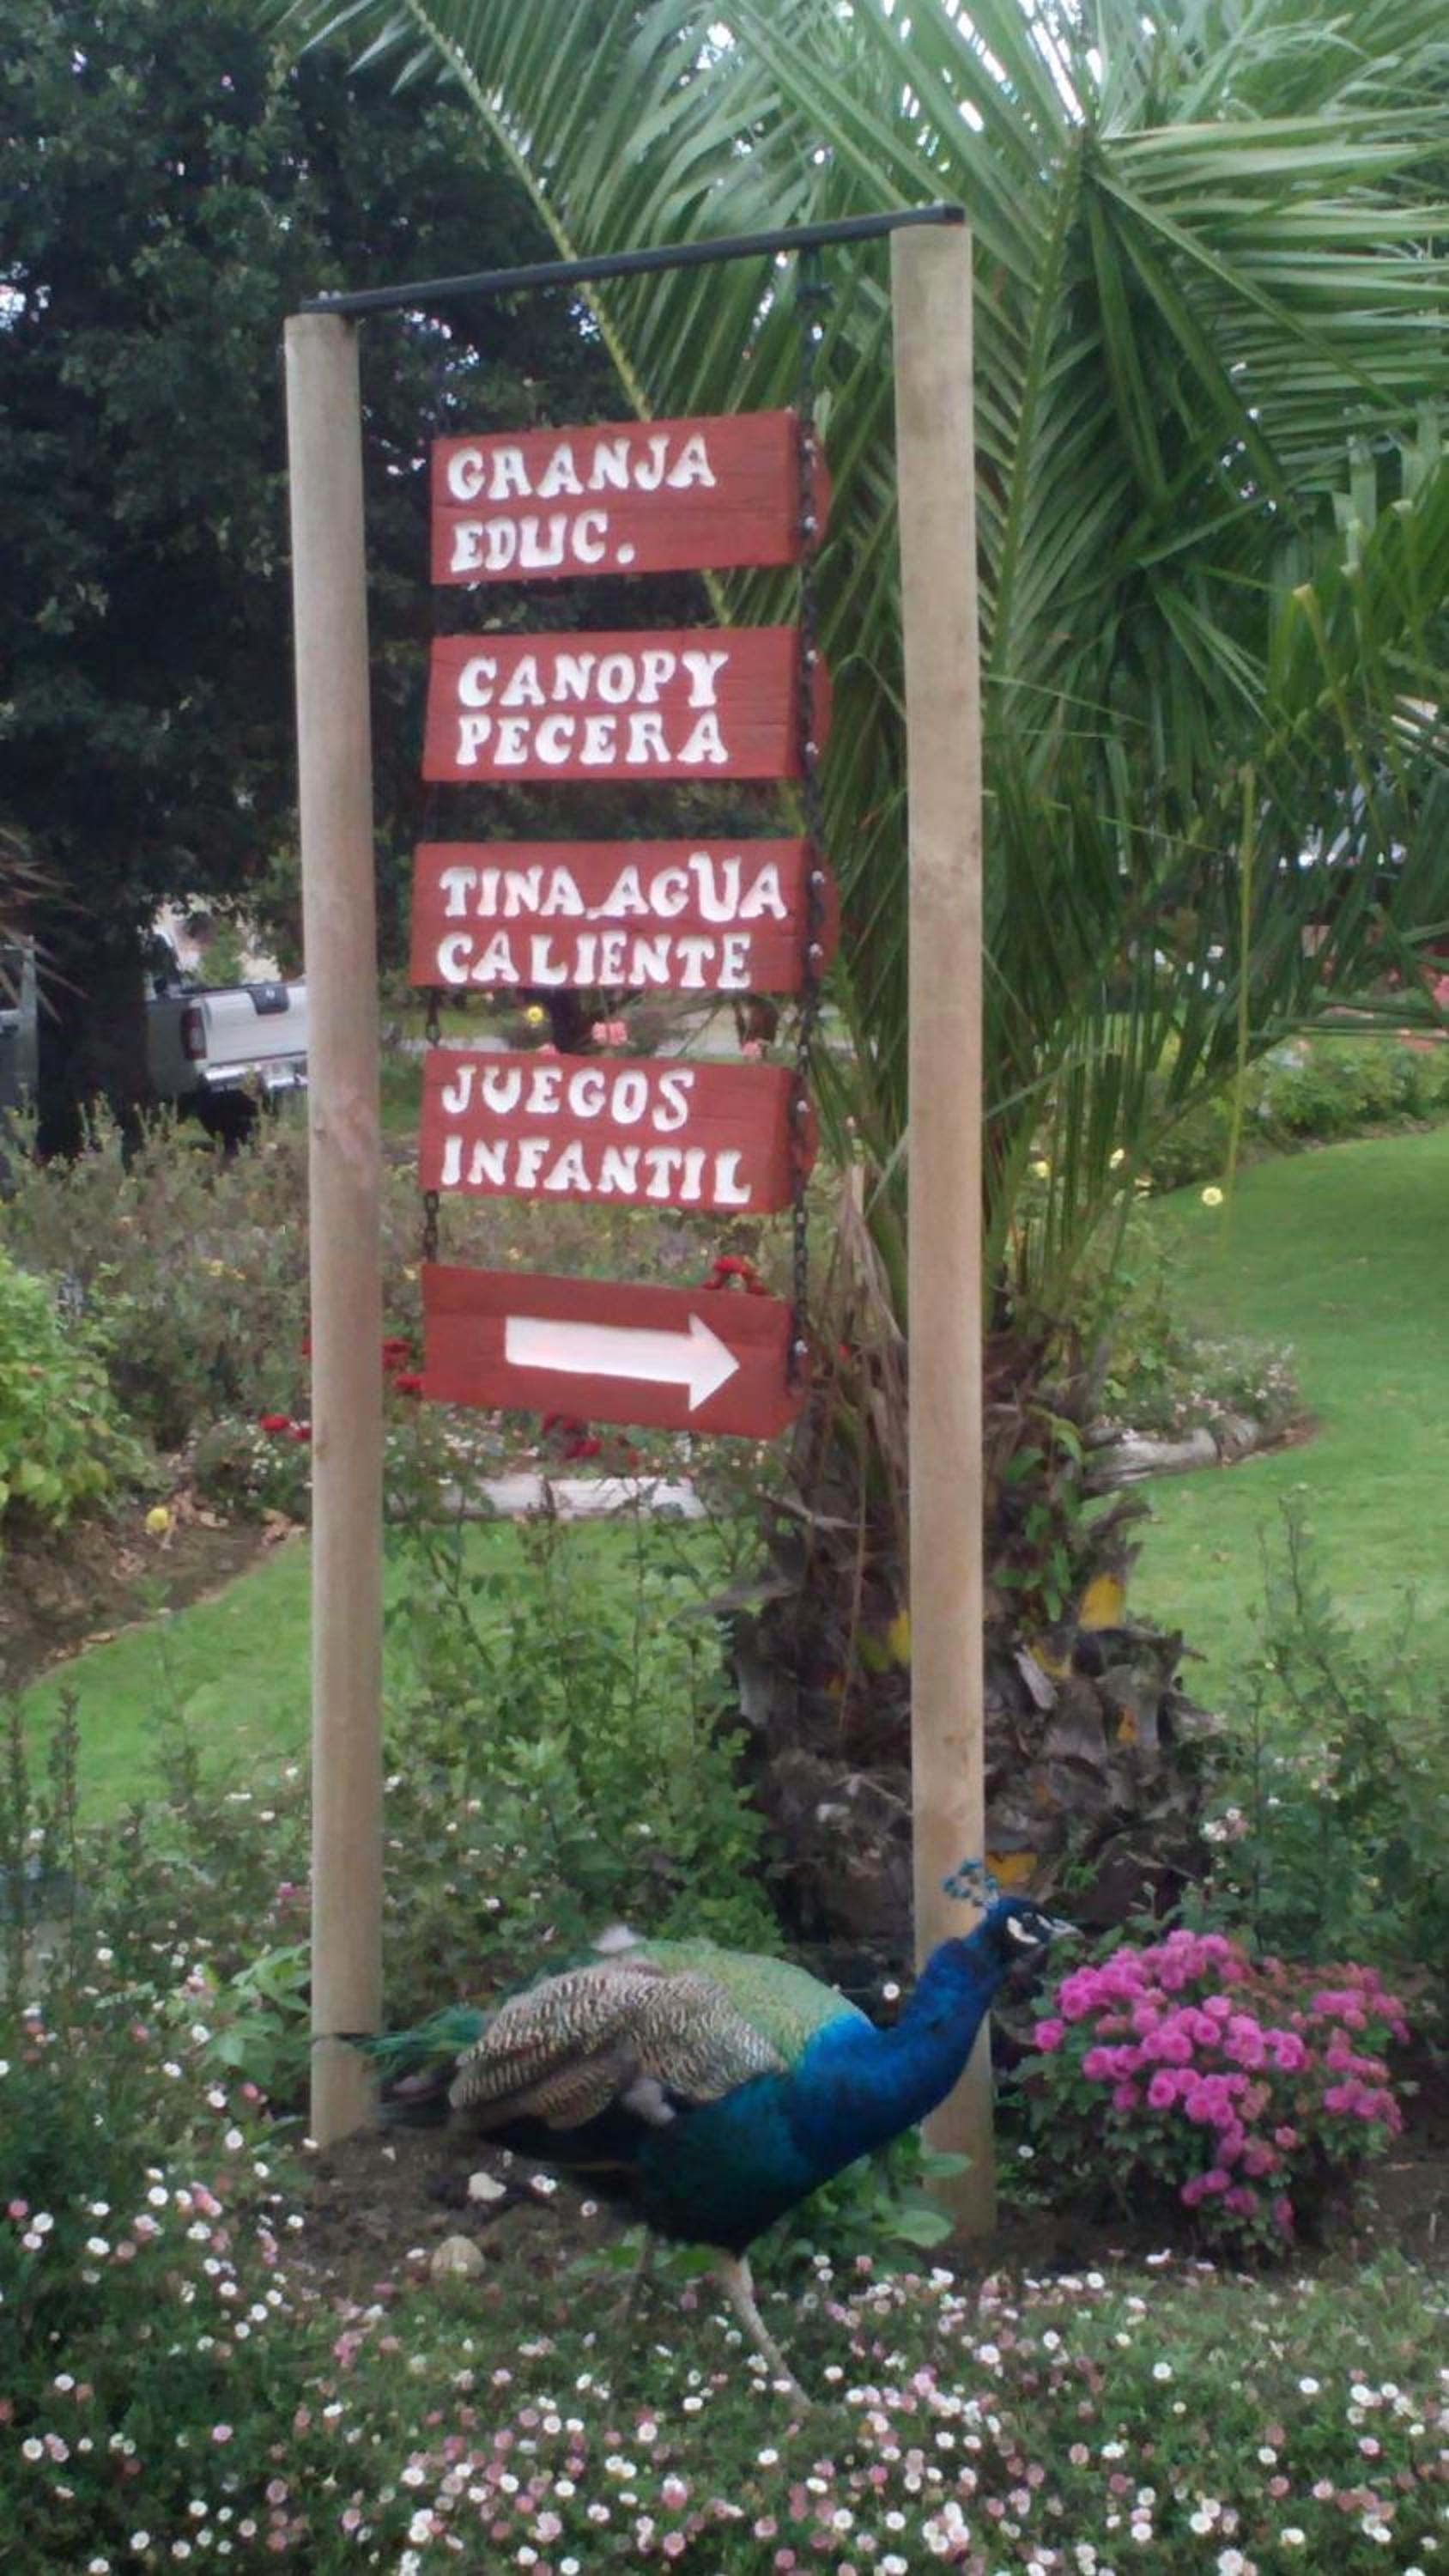 GRANJA
EDUC.
CANOPY
PECERA
TINA AGUA
CALIENTE
JUEGOS
INFANTIL